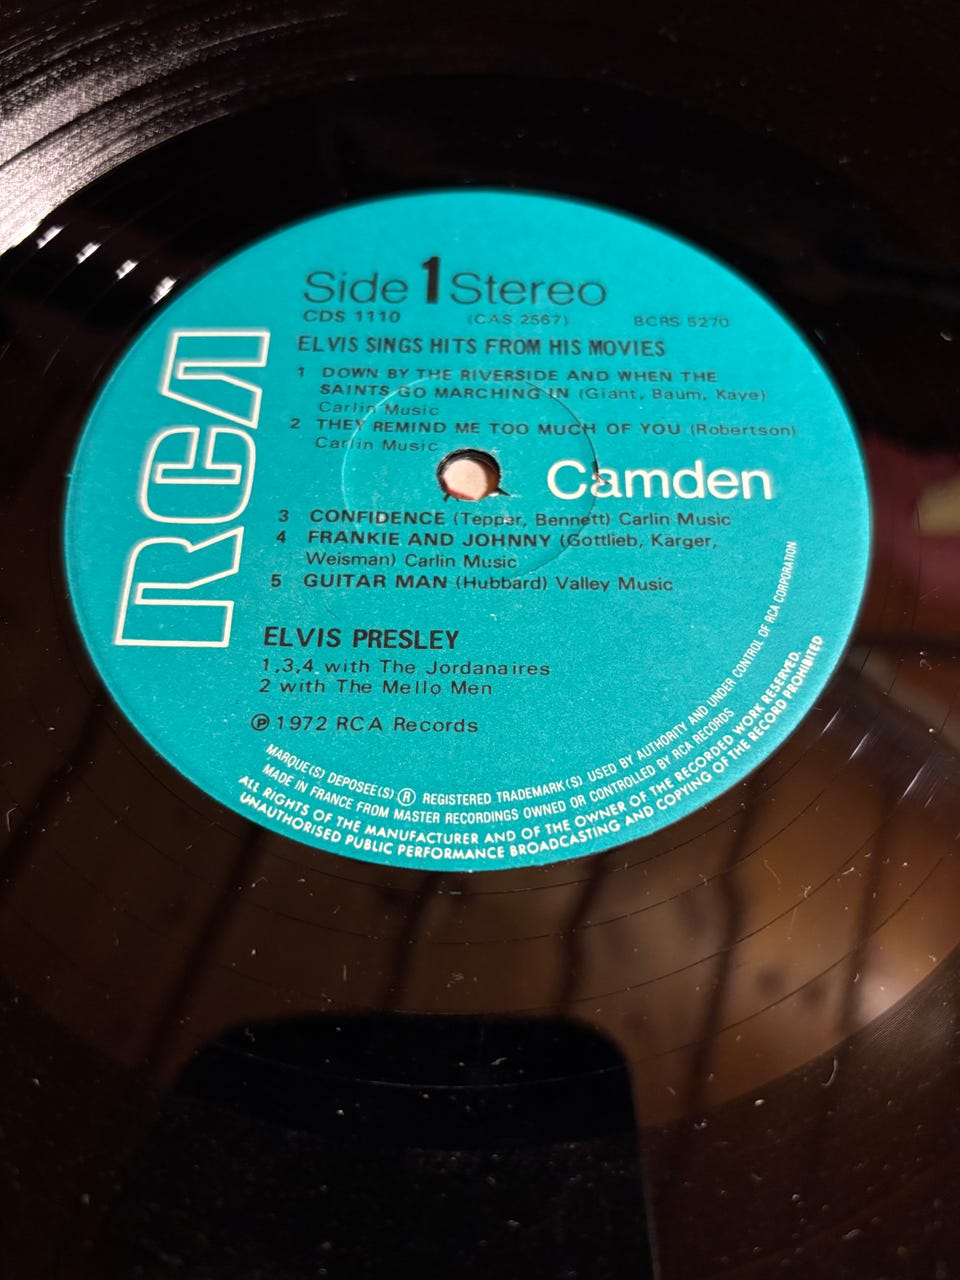 Side 1 Stereo
CDS 1110 (CAS 2567) BCRS 5270
ELVIS SINGS HITS FROM HIS MOVIES
1 DOWN BY THE RIVERSIDE AND WHEN THE
SAINTS GO MARCHING IN (Giant, Baum, Kaye)
Carlin Music
2 THEY REMIND ME TOO MUCH OF YOU (Robertson)
Carlin Music
RCA
Camden
3 CONFIDENCE (Tepper, Bennett) Carlin Music
4 FRANKIE AND JOHNNY (Gottlieb, Karger,
Weisman) Carlin Music
5 GUITAR MAN (Hubbard) Valley Music
ELVIS PRESLEY
1,3,4, with The Jordanaires
2 with The Mello Men
℗ 1972 RCA Records
MARQUE(S) DEPOSEE(S) ® REGISTERED TRADEMARK(S) USED BY AUTHORITY AND UNDER CONTROL OF RCA CORPORATION
MADE IN FRANCE FROM MASTER RECORDINGS OWNED OR CONTROLLED BY RCA RECORDS
ALL RIGHTS OF THE MANUFACTURER AND OF THE OWNER OF THE RECORDED WORK RESERVED.
UNAUTHORISED PUBLIC PERFORMANCE BROADCASTING AND COPYING OF THE RECORD PROHIBITED